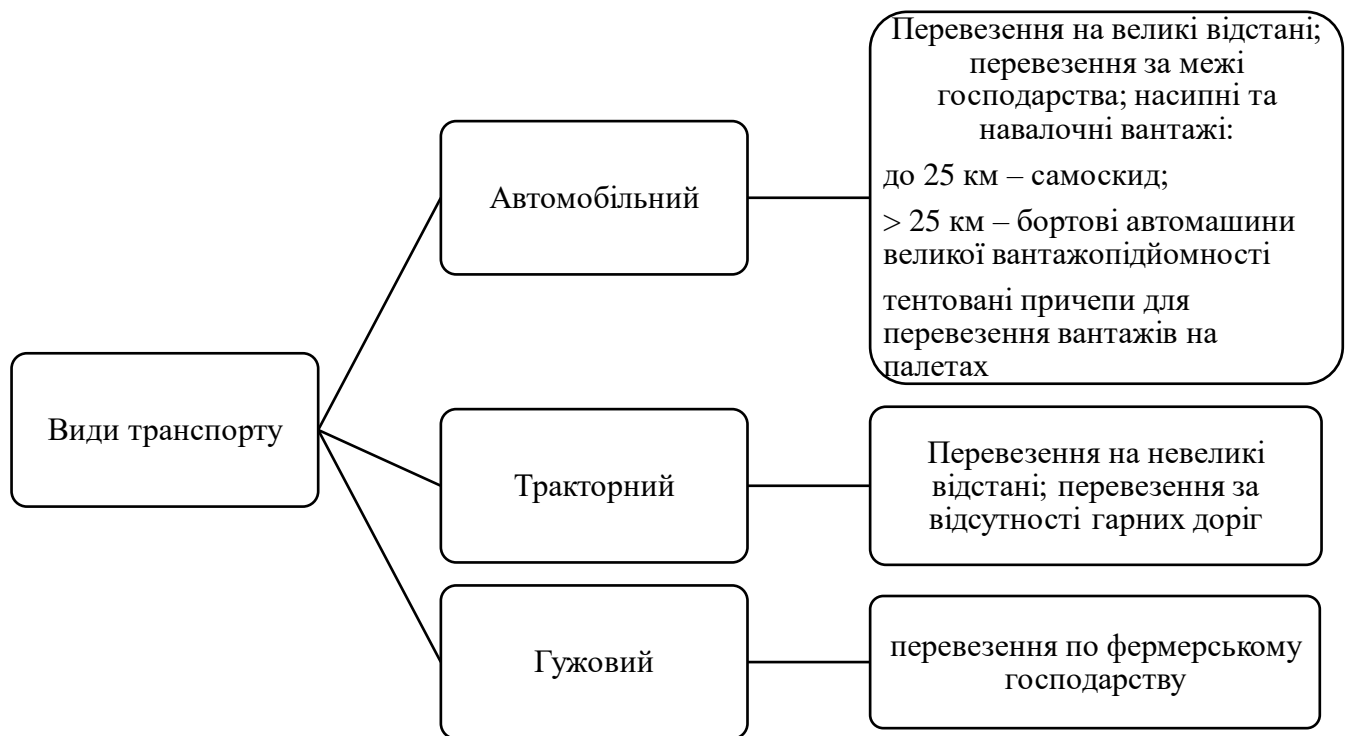 Види транспорту
Автомобільний
Перевезення на великі відстані;
перевезення за межі
господарства; насипні та
навалочні вантажі:
до 25 км – самоскид;
> 25 км – бортові автомашини
великої вантажопідйомності
тентовані причепи для
перевезення вантажів на
палетах
Тракторний
Перевезення на невеликі
відстані; перевезення за
відсутності гарних доріг
Гужовий
перевезення по фермерському
господарству